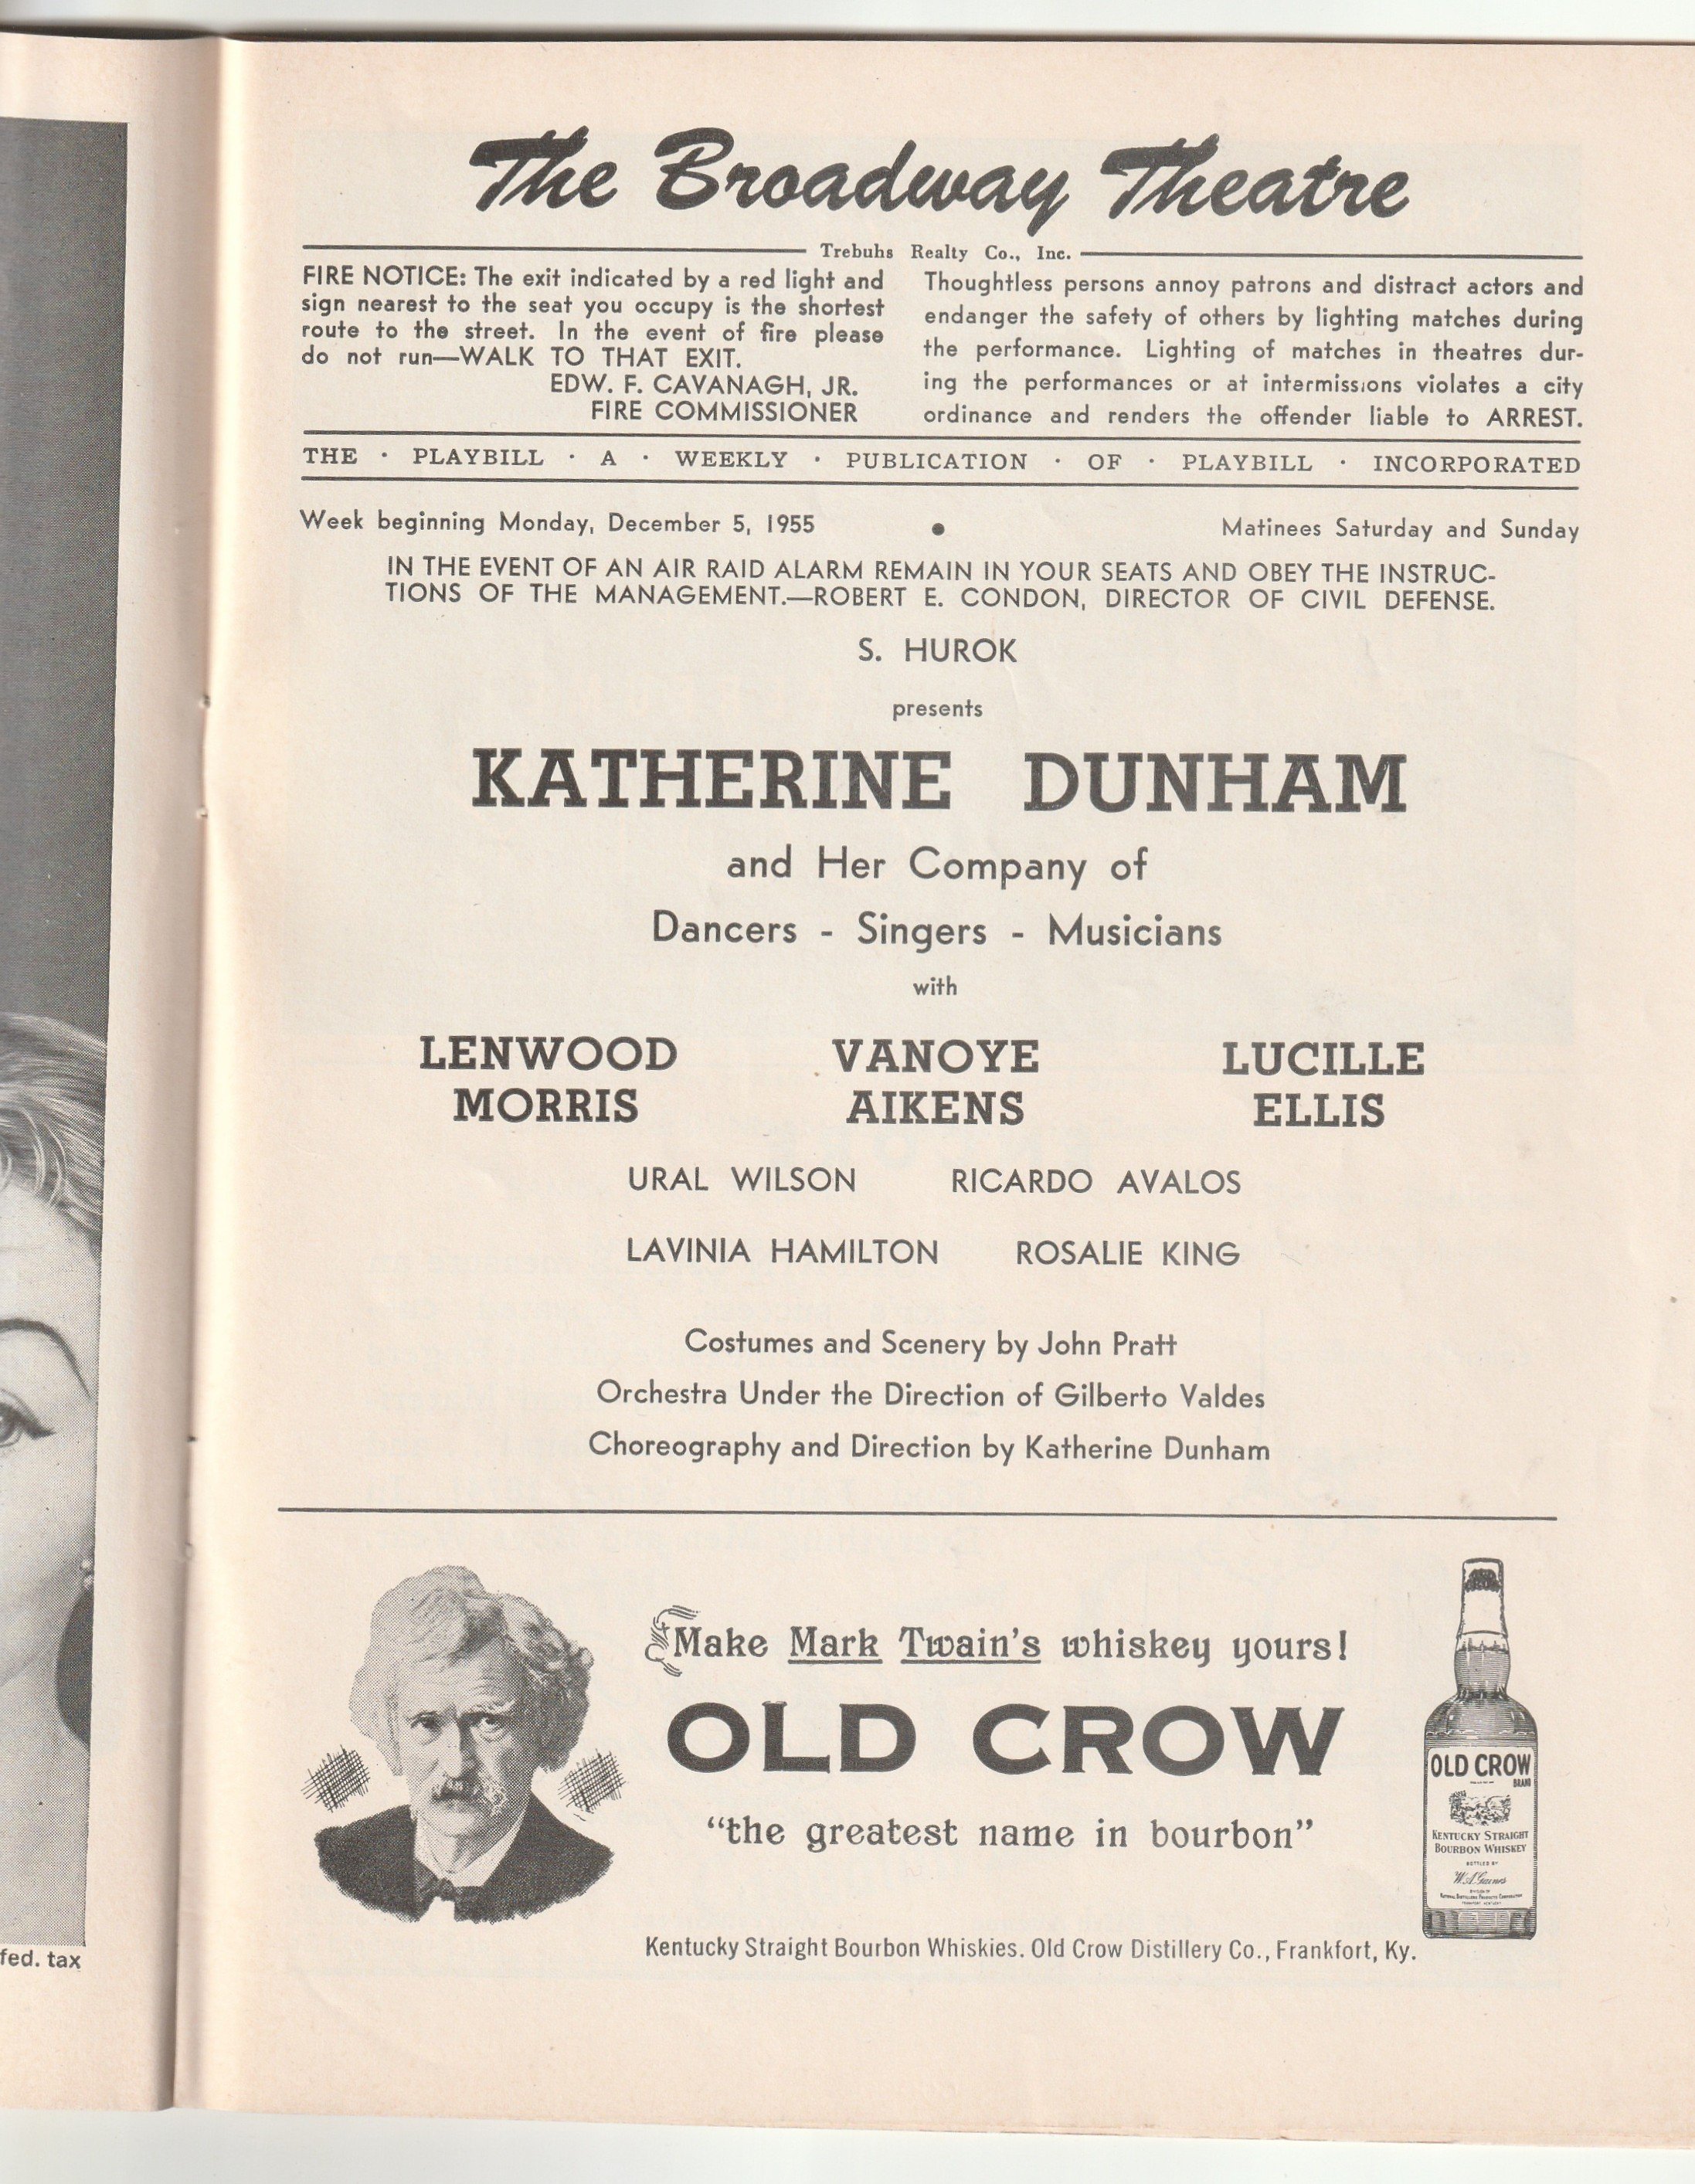 The Broadway Theatre
Trebuhs Realty Co., Inc.
FIRE NOTICE: The exit indicated by a red light and
sign nearest to the seat you occupy is the shortest
route to the street. In the event of fire please
do not run—WALK TO THAT EXIT.
EDW. F. CAVANAGH, JR.
FIRE COMMISSIONER
Thoughtless persons annoy patrons and distract actors and
endanger the safety of others by lighting matches during
the performance. Lighting of matches in theatres dur-
ing the performances or at intermissions violates a city
ordinance and renders the offender liable to ARREST.
THE · PLAYBILL · A · WEEKLY · PUBLICATION · OF · PLAYBILL · INCORPORATED
Week beginning Monday, December 5, 1955 • Matinees Saturday and Sunday
IN THE EVENT OF AN AIR RAID ALARM REMAIN IN YOUR SEATS AND OBEY THE INSTRUC-
TIONS OF THE MANAGEMENT.—ROBERT E. CONDON, DIRECTOR OF CIVIL DEFENSE.
S. HUROK
presents
KATHERINE DUNHAM
and Her Company of
Dancers - Singers - Musicians
with
LENWOOD MORRIS
VANOYE AIKENS
LUCILLE ELLIS
URAL WILSON RICARDO AVALOS
LAVINIA HAMILTON ROSALIE KING
Costumes and Scenery by John Pratt
Orchestra Under the Direction of Gilberto Valdes
Choreography and Direction by Katherine Dunham
Make Mark Twain's whiskey yours!
OLD CROW
"the greatest name in bourbon"
Kentucky Straight Bourbon Whiskies. Old Crow Distillery Co., Frankfort, Ky.
OLD CROW
BRAND
KENTUCKY STRAIGHT
BOURBON WHISKEY
BOTTLED BY
W.A. Gaines
fed. tax